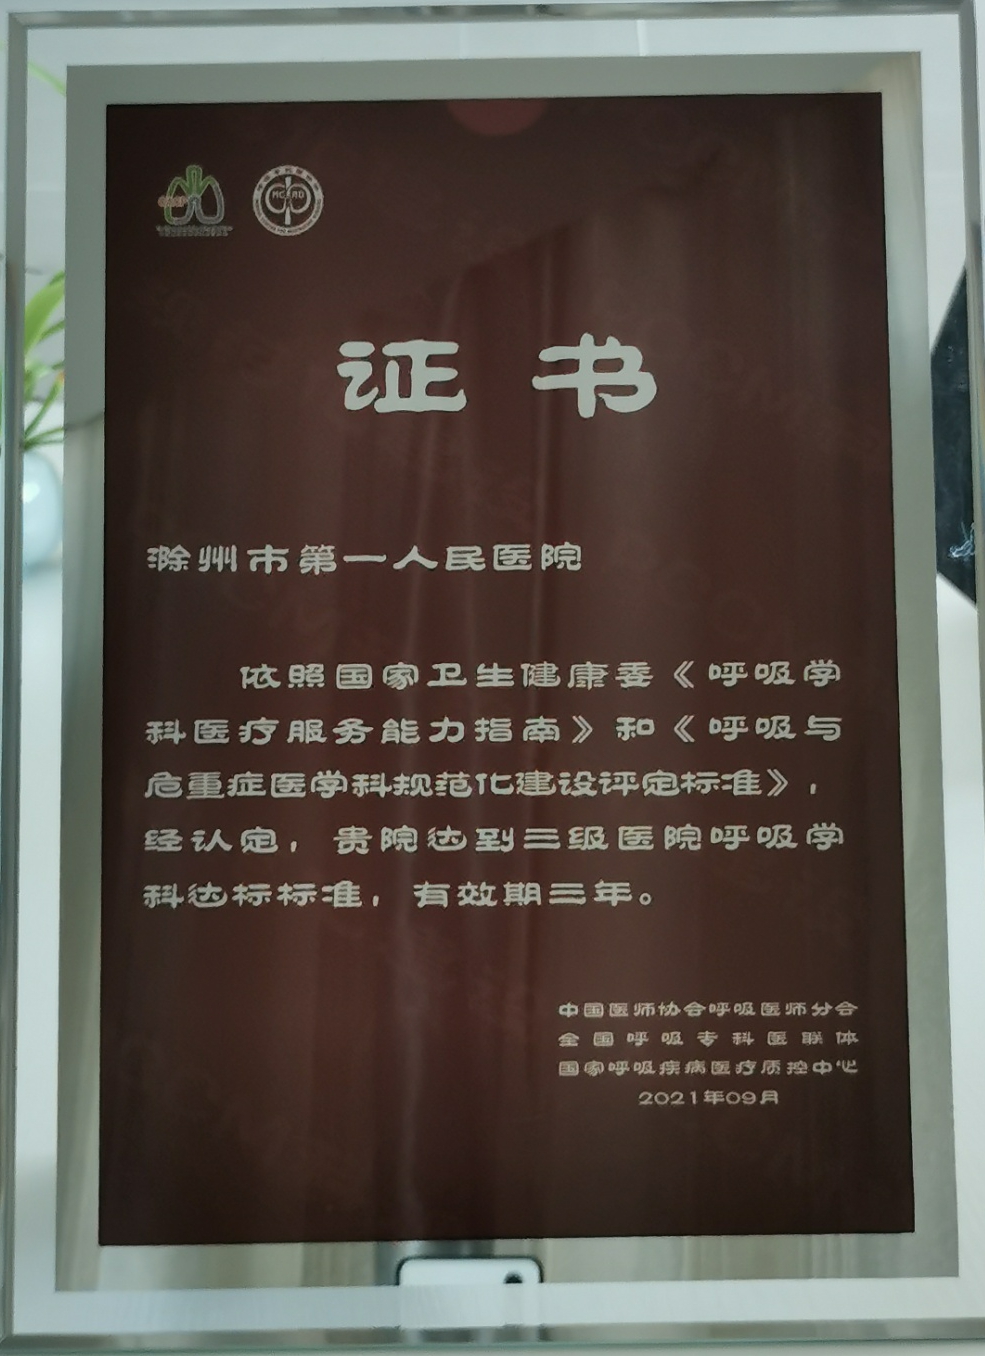 MCARD
证书
滁州市第一人民医院
依照国家卫生健康委《呼吸学
科医疗服务能力指南》和《呼吸与
危重症医学科规范化建设评定标准》，
经认定，贵院达到三级医院呼吸学
科达标标准，有效期三年。
中国医师协会呼吸医师分会
全国呼吸专科医联体
国家呼吸疾病医疗质控中心
2021年09月